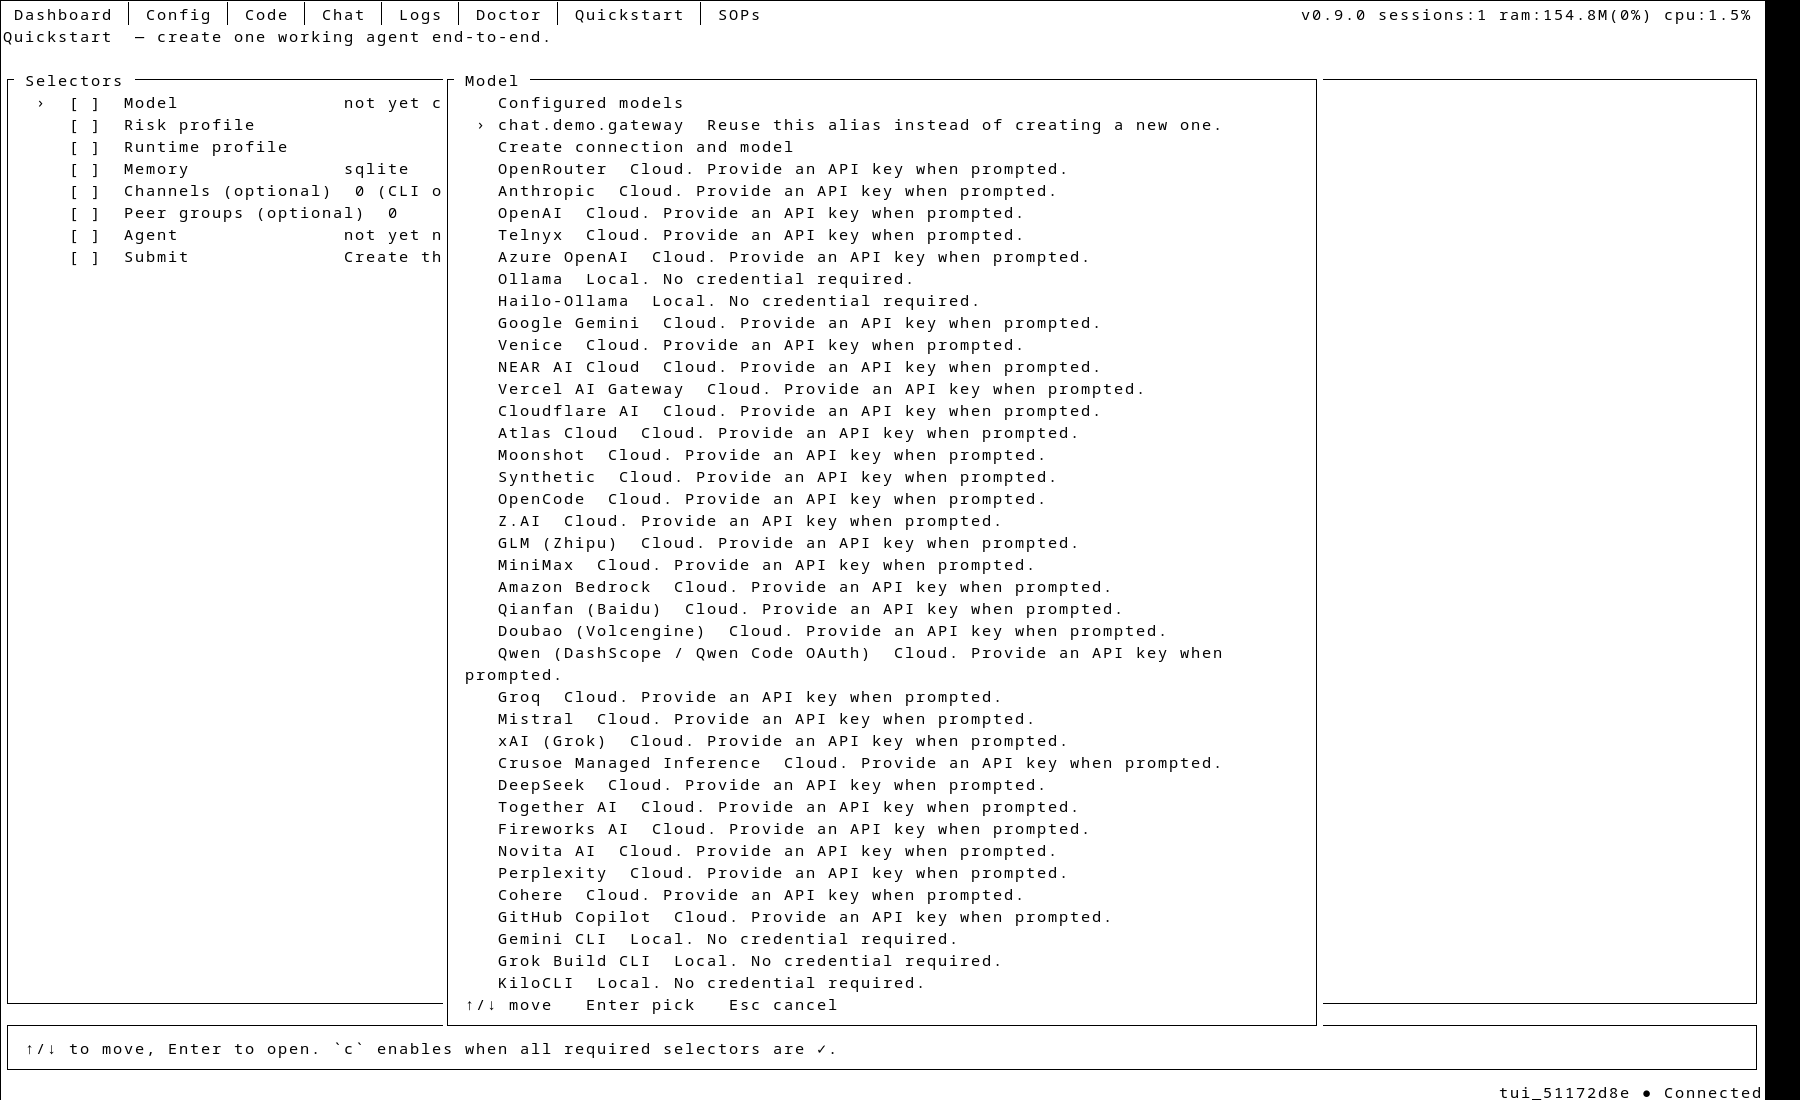 Dashboard │ Config │ Code │ Chat │ Logs │ Doctor │ Quickstart │ SOPs v0.9.0 sessions:1 ram:154.8M(0%) cpu:1.5%
Quickstart — create one working agent end-to-end.
Selectors
› [ ] Model not yet c
[ ] Risk profile
[ ] Runtime profile
[ ] Memory sqlite
[ ] Channels (optional) 0 (CLI o
[ ] Peer groups (optional) 0
[ ] Agent not yet n
[ ] Submit Create th
Model
Configured models
› chat.demo.gateway Reuse this alias instead of creating a new one.
Create connection and model
OpenRouter Cloud. Provide an API key when prompted.
Anthropic Cloud. Provide an API key when prompted.
OpenAI Cloud. Provide an API key when prompted.
Telnyx Cloud. Provide an API key when prompted.
Azure OpenAI Cloud. Provide an API key when prompted.
Ollama Local. No credential required.
Hailo-Ollama Local. No credential required.
Google Gemini Cloud. Provide an API key when prompted.
Venice Cloud. Provide an API key when prompted.
NEAR AI Cloud Cloud. Provide an API key when prompted.
Vercel AI Gateway Cloud. Provide an API key when prompted.
Cloudflare AI Cloud. Provide an API key when prompted.
Atlas Cloud Cloud. Provide an API key when prompted.
Moonshot Cloud. Provide an API key when prompted.
Synthetic Cloud. Provide an API key when prompted.
OpenCode Cloud. Provide an API key when prompted.
Z.AI Cloud. Provide an API key when prompted.
GLM (Zhipu) Cloud. Provide an API key when prompted.
MiniMax Cloud. Provide an API key when prompted.
Amazon Bedrock Cloud. Provide an API key when prompted.
Qianfan (Baidu) Cloud. Provide an API key when prompted.
Doubao (Volcengine) Cloud. Provide an API key when prompted.
Qwen (DashScope / Qwen Code OAuth) Cloud. Provide an API key when
prompted.
Groq Cloud. Provide an API key when prompted.
Mistral Cloud. Provide an API key when prompted.
xAI (Grok) Cloud. Provide an API key when prompted.
Crusoe Managed Inference Cloud. Provide an API key when prompted.
DeepSeek Cloud. Provide an API key when prompted.
Together AI Cloud. Provide an API key when prompted.
Fireworks AI Cloud. Provide an API key when prompted.
Novita AI Cloud. Provide an API key when prompted.
Perplexity Cloud. Provide an API key when prompted.
Cohere Cloud. Provide an API key when prompted.
GitHub Copilot Cloud. Provide an API key when prompted.
Gemini CLI Local. No credential required.
Grok Build CLI Local. No credential required.
KiloCLI Local. No credential required.
↑/↓ move Enter pick Esc cancel
↑/↓ to move, Enter to open. `c` enables when all required selectors are ✓.
tui_51172d8e ● Connected